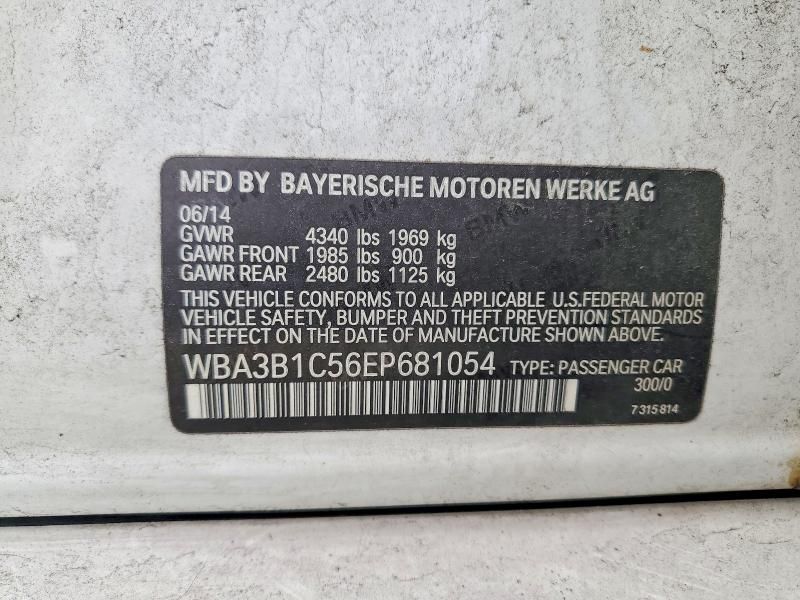 MFD BY BAYERISCHE MOTOREN WERKE AG
06/14
GVWR 4340 lbs 1969 kg
GAWR FRONT 1985 lbs 900 kg
GAWR REAR 2480 lbs 1125 kg
THIS VEHICLE CONFORMS TO ALL APPLICABLE U.S.FEDERAL MOTOR
VEHICLE SAFETY, BUMPER AND THEFT PREVENTION STANDARDS
IN EFFECT ON THE DATE OF MANUFACTURE SHOWN ABOVE.
WBA3B1C56EP681054 TYPE: PASSENGER CAR
300/0
7315814